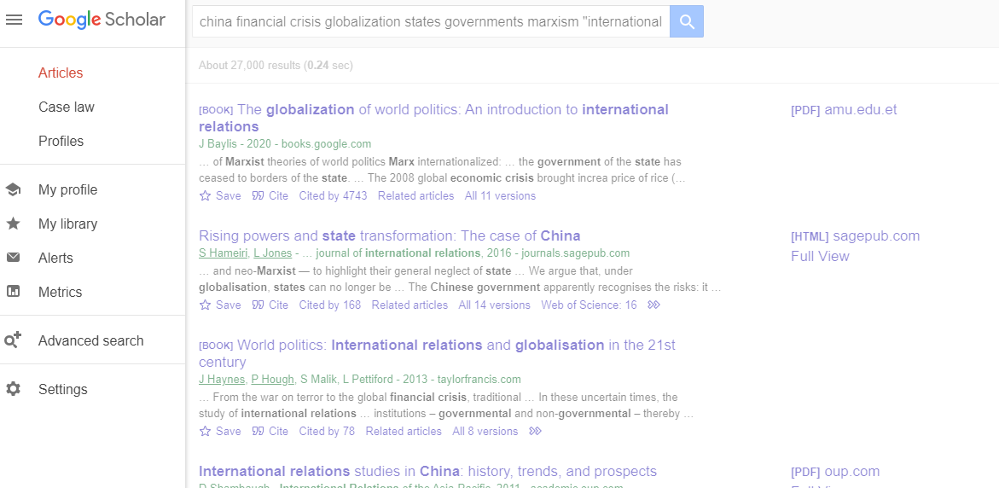 Google Scholar
china financial crisis globalization states governments marxism "international
Articles
Case law
Profiles
My profile
My library
Alerts
Metrics
Advanced search
Settings
About 27,000 results (0.24 sec)
[BOOK] The globalization of world politics: An introduction to international
relations
J Baylis - 2020 - books.google.com
… of Marxist theories of world politics Marx internationalized: … the government of the state has
ceased to borders of the state. … The 2008 global economic crisis brought increa price of rice (…
Save Cite Cited by 4743 Related articles All 11 versions
[PDF] amu.edu.et
Rising powers and state transformation: The case of China
S Hameiri, L Jones - … journal of international relations, 2016 - journals.sagepub.com
… and neo-Marxist — to highlight their general neglect of state … We argue that, under
globalisation, states can no longer be … The Chinese government apparently recognises the risks: it …
Save Cite Cited by 168 Related articles All 14 versions Web of Science: 16
[HTML] sagepub.com
Full View
[BOOK] World politics: International relations and globalisation in the 21st
century
J Haynes, P Hough, S Malik, L Pettiford - 2013 - taylorfrancis.com
… From the war on terror to the global financial crisis, traditional … In these uncertain times, the
study of international relations … institutions – governmental and non-governmental – thereby …
Save Cite Cited by 78 Related articles All 8 versions
International relations studies in China: history, trends, and prospects
D Shambaugh - International Relations of the Asia-Pacific, 2011 - academic.oup.com
[PDF] oup.com
Full View